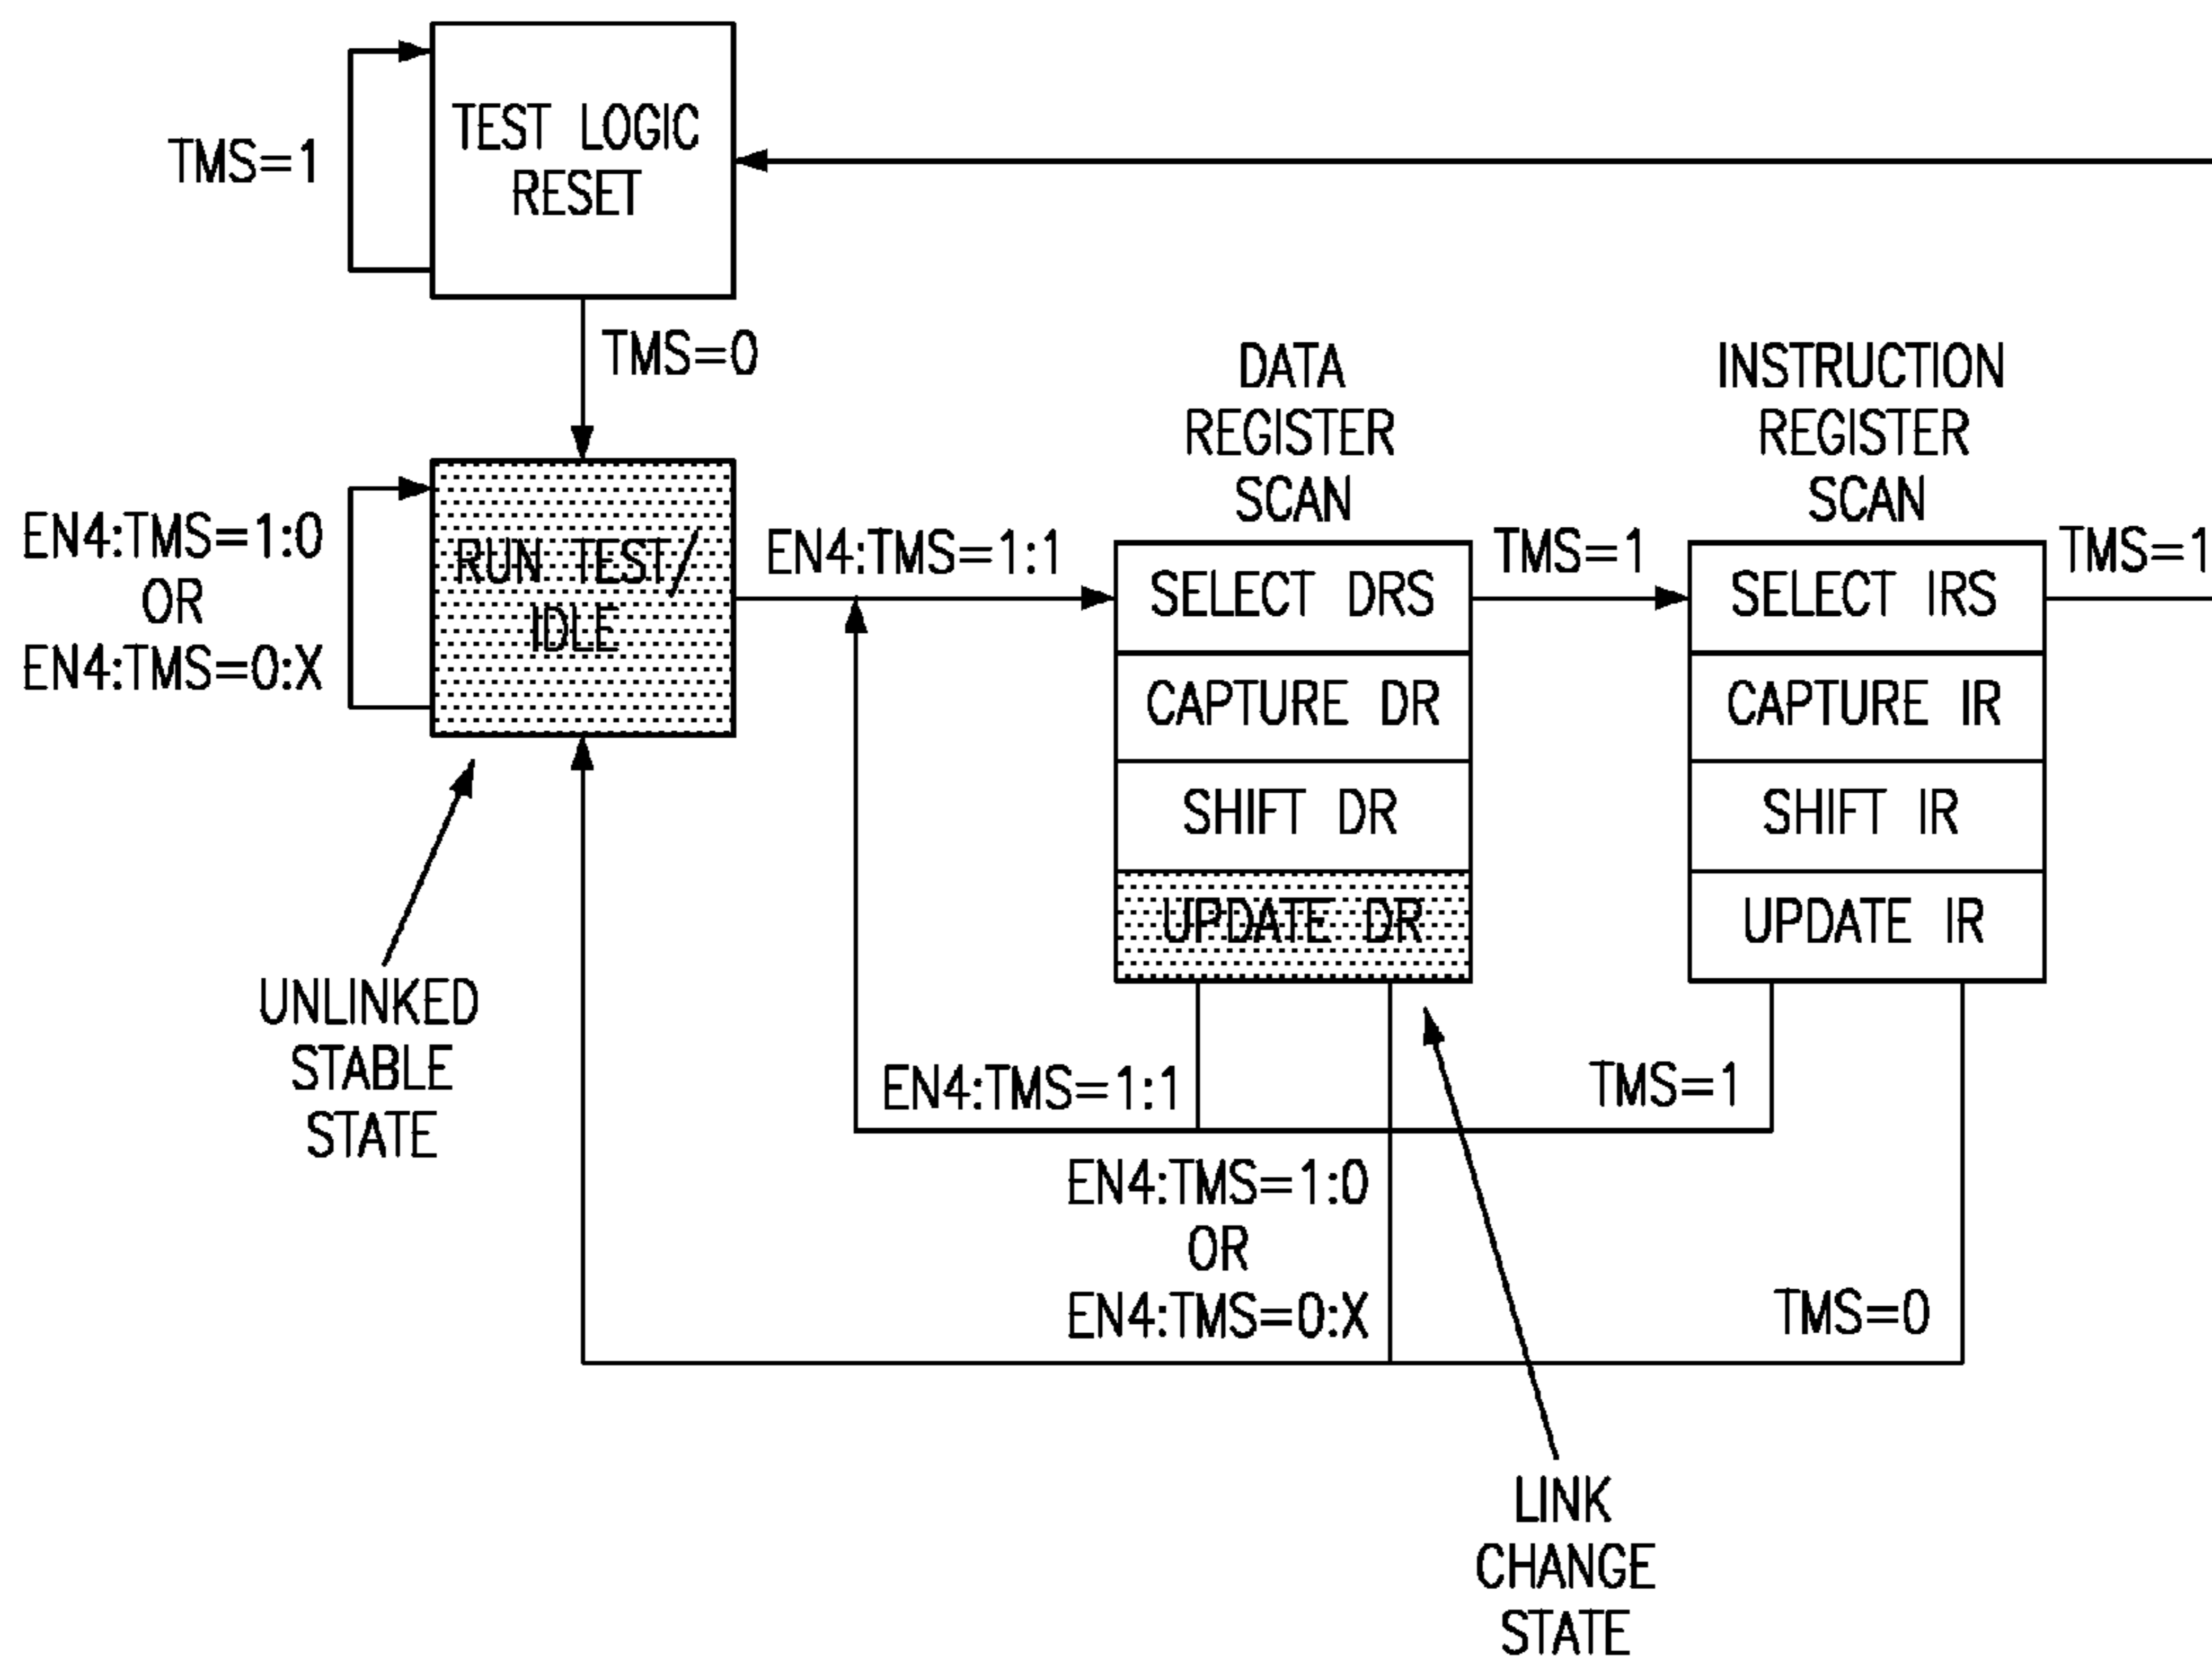 TEST LOGIC
RESET
TMS=1
TMS=0
RUN TEST/
IDLE
EN4:TMS=1:0
OR
EN4:TMS=0:X
UNLINKED
STABLE
STATE
EN4:TMS=1:1
DATA
REGISTER
SCAN
SELECT DRS
CAPTURE DR
SHIFT DR
UPDATE DR
TMS=1
INSTRUCTION
REGISTER
SCAN
SELECT IRS
CAPTURE IR
SHIFT IR
UPDATE IR
TMS=1
EN4:TMS=1:1
TMS=1
EN4:TMS=1:0
OR
EN4:TMS=0:X
TMS=0
LINK
CHANGE
STATE